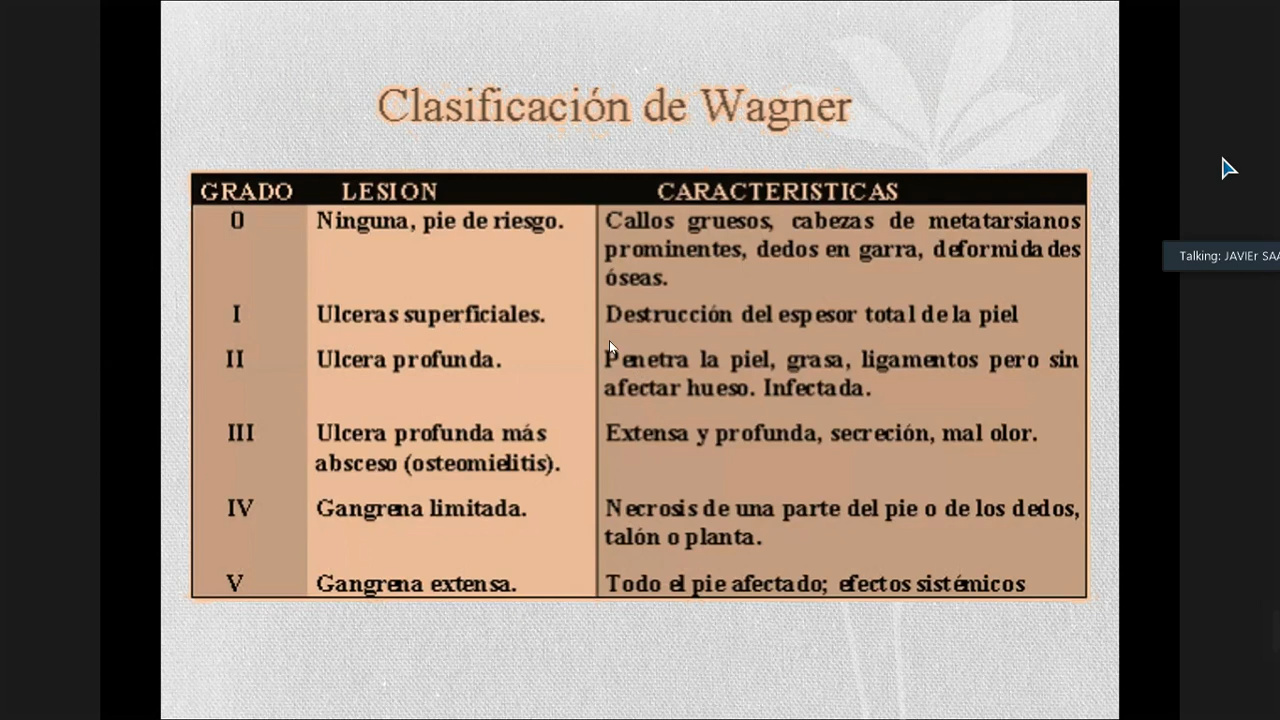 Clasificación de Wagner
GRADO LESION CARACTERISTICAS
0 Ninguna, pie de riesgo. Callos gruesos, cabezas de metatarsianos
prominentes, dedos en garra, deformidades
óseas.
I Ulceras superficiales. Destrucción del espesor total de la piel
II Ulcera profunda. Penetra la piel, grasa, ligamentos pero sin
afectar hueso. Infectada.
III Ulcera profunda más Extensa y profunda, secreción, mal olor.
absceso (osteomielitis).
IV Gangrena limitada. Necrosis de una parte del pie o de los dedos,
talón o planta.
V Gangrena extensa. Todo el pie afectado; efectos sistémicos
Talking: JAVIEr